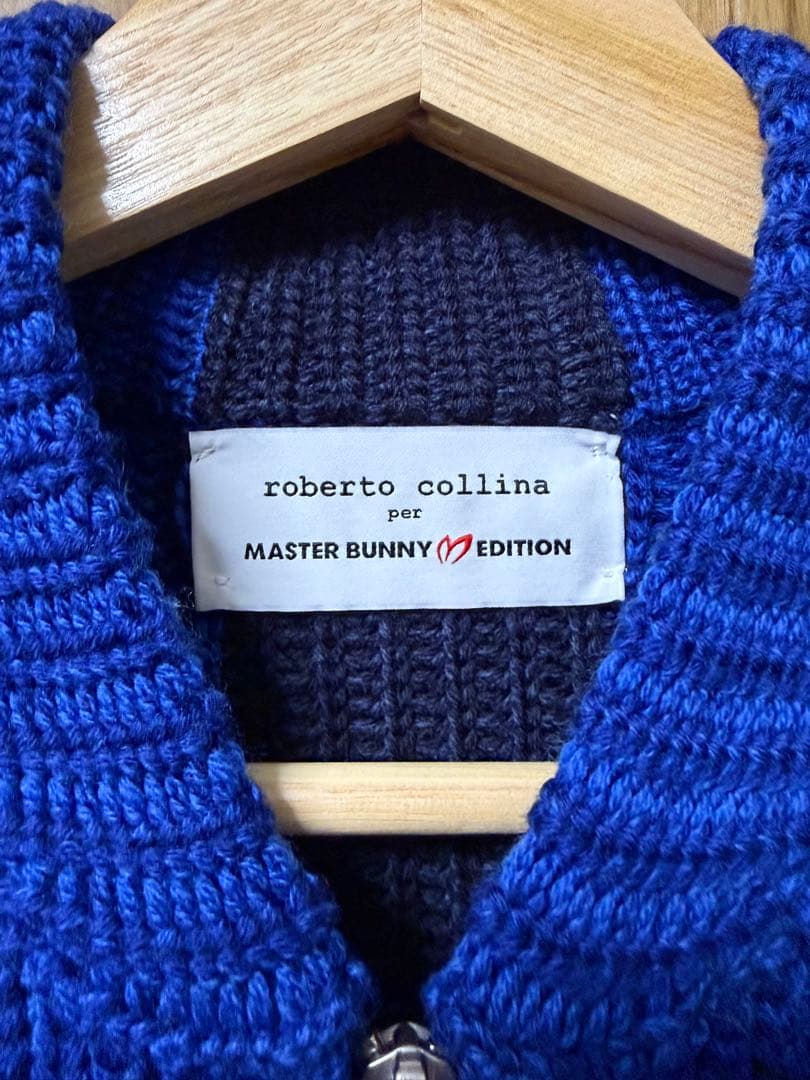 roberto collina
per
MASTER BUNNY EDITION